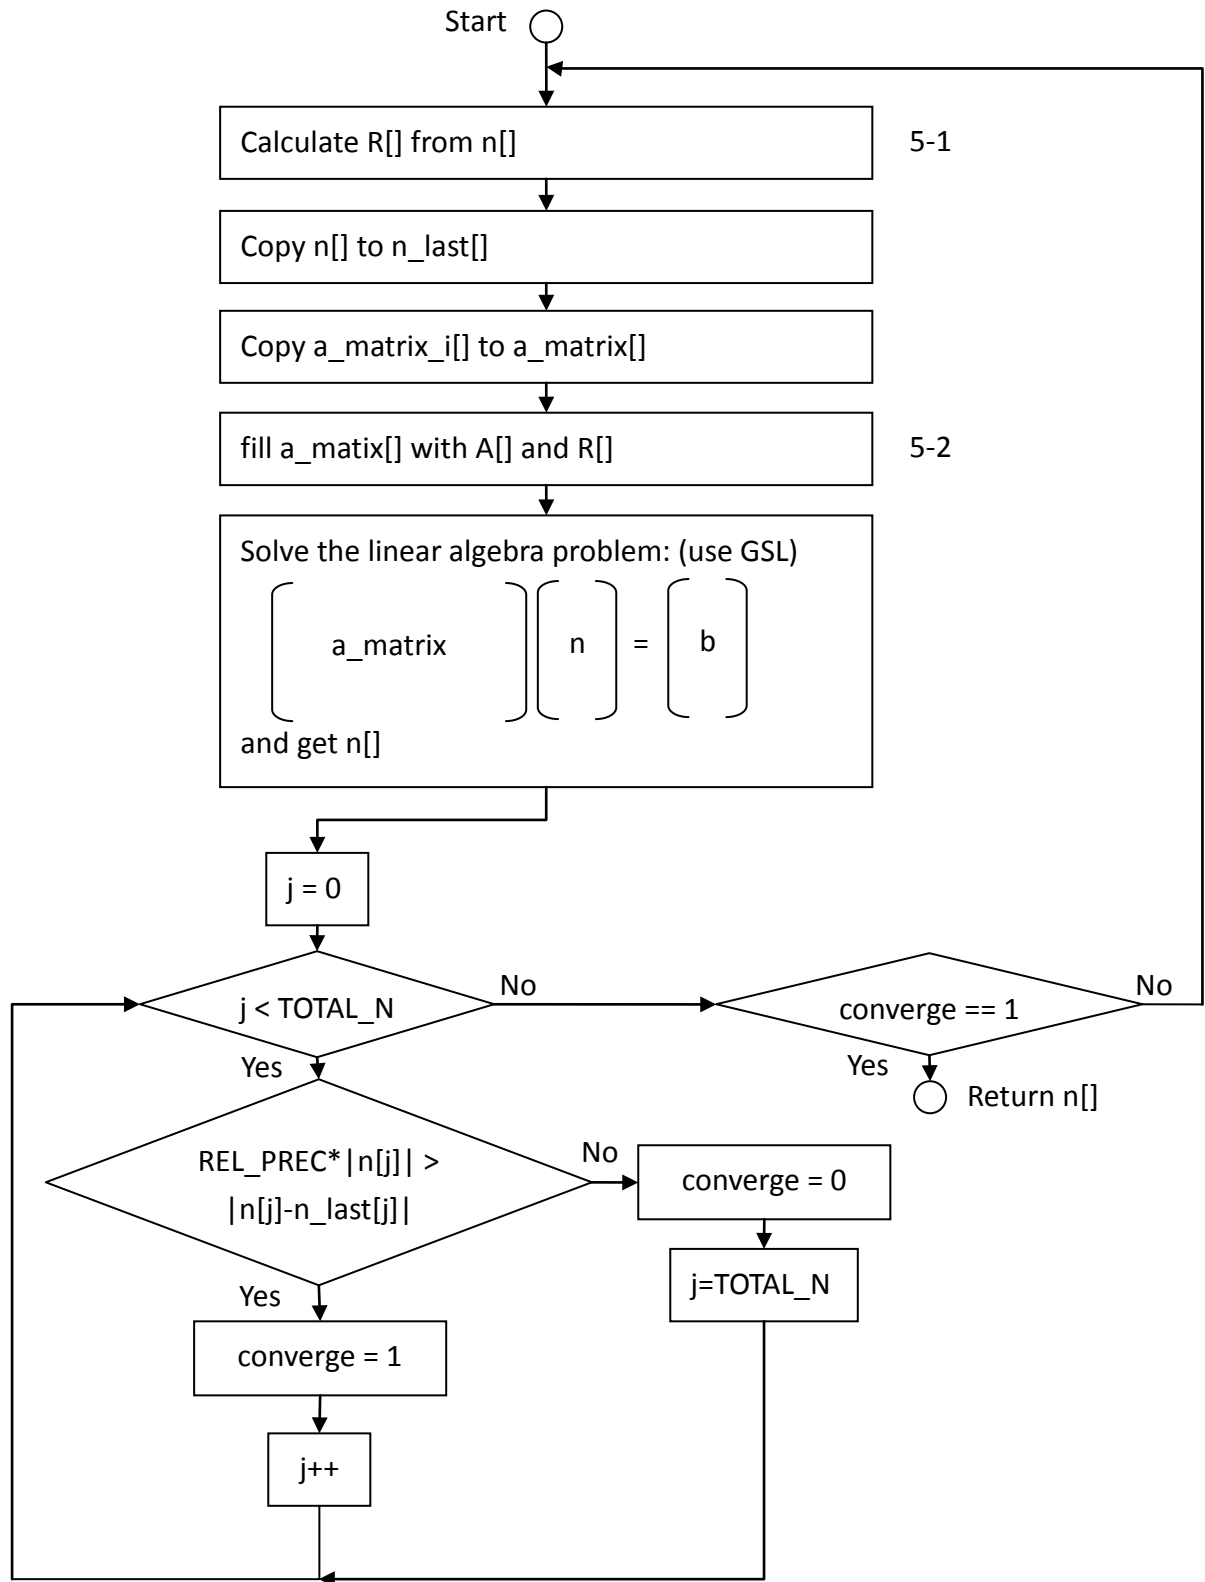 Start
Calculate R[] from n[]
5-1
Copy n[] to n_last[]
Copy a_matrix_i[] to a_matrix[]
fill a_matix[] with A[] and R[]
5-2
Solve the linear algebra problem: (use GSL)
a_matrix
n
=
b
and get n[]
j = 0
j < TOTAL_N
No
converge == 1
No
Yes
Yes
Return n[]
REL_PREC*|n[j]| >
|n[j]-n_last[j]|
No
converge = 0
j=TOTAL_N
Yes
converge = 1
j++